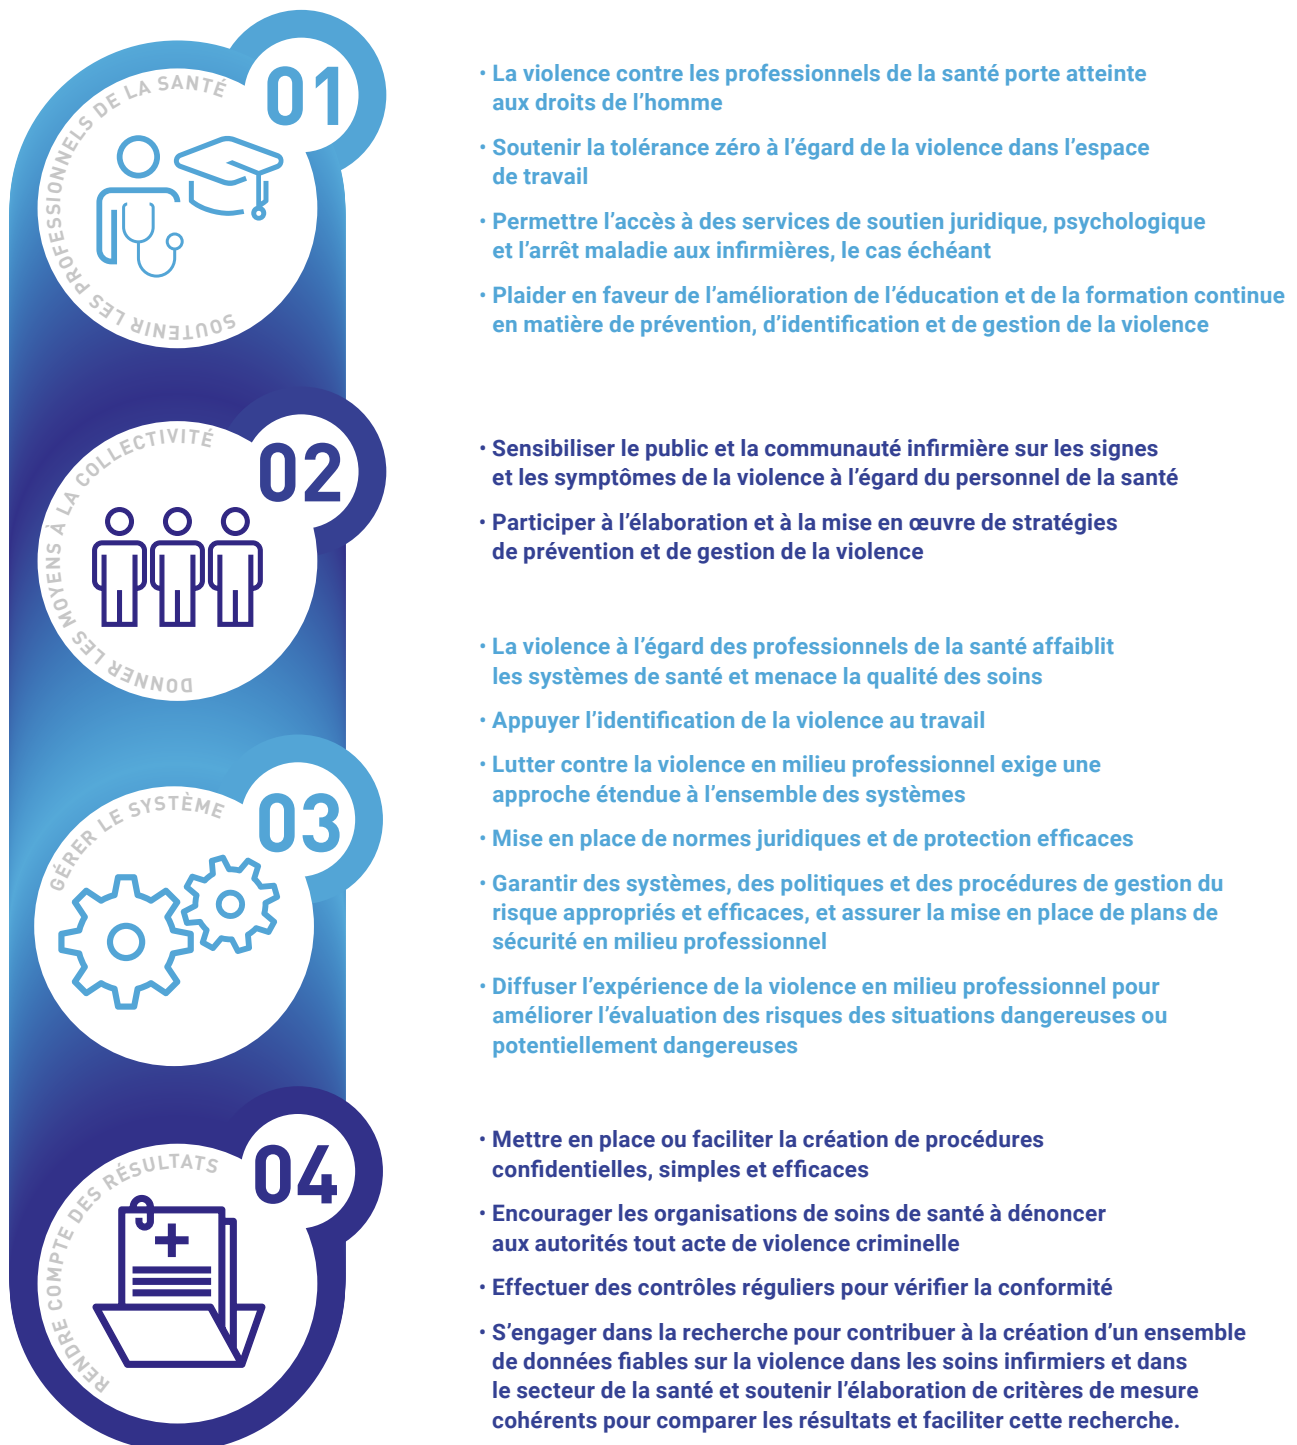 SOUTENIR LES PROFESSIONNELS DE LA SANTÉ
01
• La violence contre les professionnels de la santé porte atteinte
aux droits de l’homme
• Soutenir la tolérance zéro à l’égard de la violence dans l’espace
de travail
• Permettre l’accès à des services de soutien juridique, psychologique
et l’arrêt maladie aux infirmières, le cas échéant
• Plaider en faveur de l’amélioration de l’éducation et de la formation continue
en matière de prévention, d’identification et de gestion de la violence
DONNER LES MOYENS À LA COLLECTIVITÉ
02
• Sensibiliser le public et la communauté infirmière sur les signes
et les symptômes de la violence à l’égard du personnel de la santé
• Participer à l’élaboration et à la mise en œuvre de stratégies
de prévention et de gestion de la violence
GÉRER LE SYSTÈME
03
• La violence à l’égard des professionnels de la santé affaiblit
les systèmes de santé et menace la qualité des soins
• Appuyer l’identification de la violence au travail
• Lutter contre la violence en milieu professionnel exige une
approche étendue à l’ensemble des systèmes
• Mise en place de normes juridiques et de protection efficaces
• Garantir des systèmes, des politiques et des procédures de gestion du
risque appropriés et efficaces, et assurer la mise en place de plans de
sécurité en milieu professionnel
• Diffuser l’expérience de la violence en milieu professionnel pour
améliorer l’évaluation des risques des situations dangereuses ou
potentiellement dangereuses
RENDRE COMPTE DES RÉSULTATS
04
• Mettre en place ou faciliter la création de procédures
confidentielles, simples et efficaces
• Encourager les organisations de soins de santé à dénoncer
aux autorités tout acte de violence criminelle
• Effectuer des contrôles réguliers pour vérifier la conformité
• S’engager dans la recherche pour contribuer à la création d’un ensemble
de données fiables sur la violence dans les soins infirmiers et dans
le secteur de la santé et soutenir l’élaboration de critères de mesure
cohérents pour comparer les résultats et faciliter cette recherche.